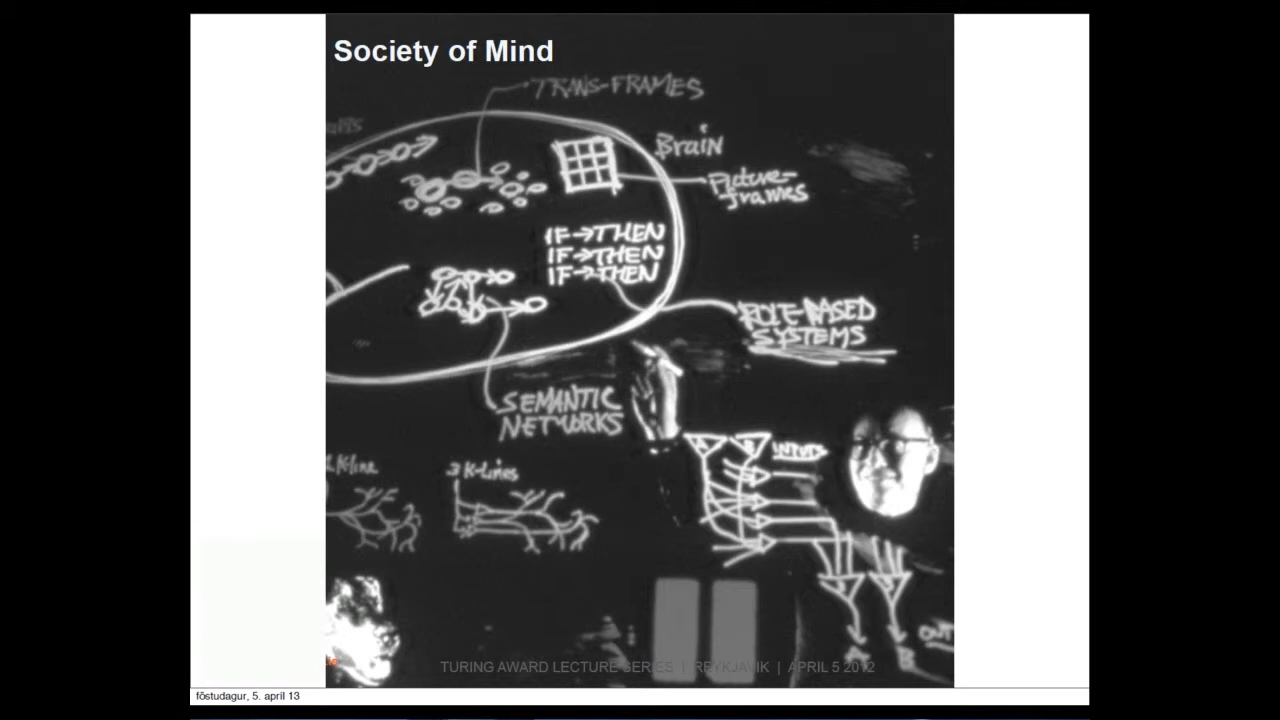 Society of Mind
TRANS-FRAMES
Brain
Picture-
frames
IF→THEN
IF→THEN
IF→THEN
RULE-BASED
SYSTEMS
SEMANTIC
NETWORKS
K-line
3 K-Lines
A B INPUTS
A B
OUT
TURING AWARD LECTURE SERIES | REYKJAVIK | APRIL 5 2012
föstudagur, 5. apríl 13